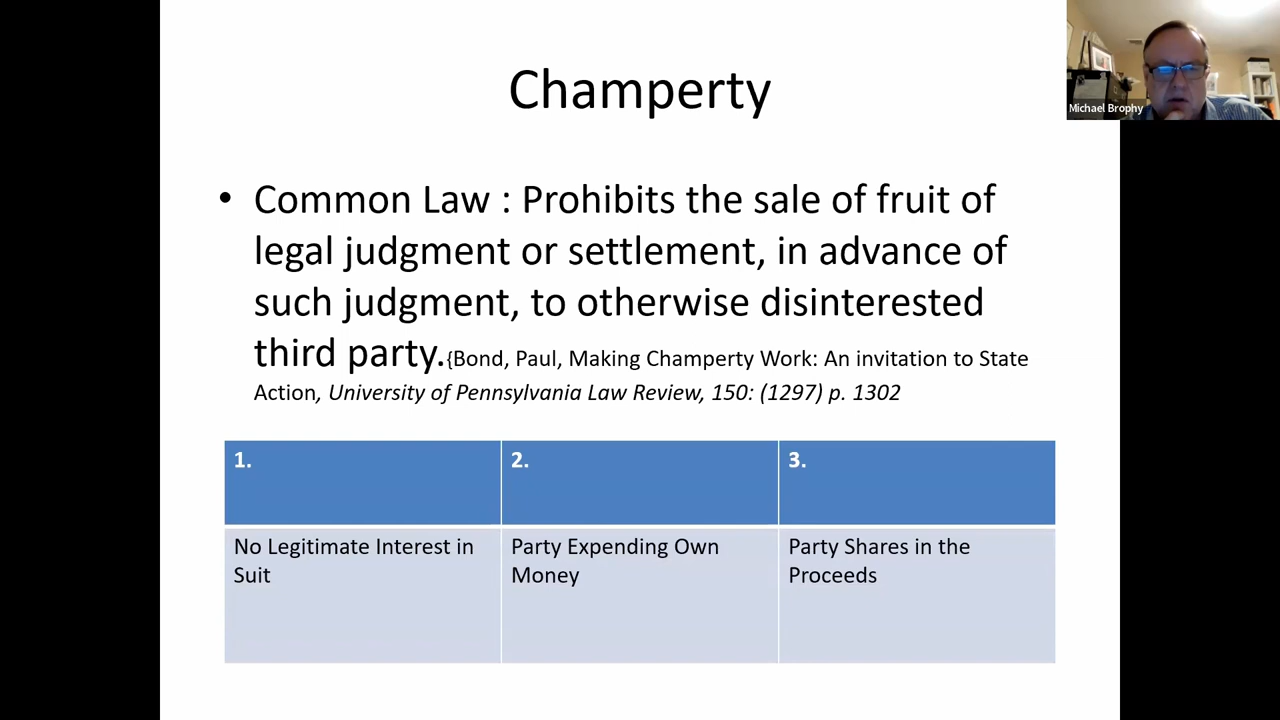 Champerty
Michael Brophy
• Common Law : Prohibits the sale of fruit of
legal judgment or settlement, in advance of
such judgment, to otherwise disinterested
third party.{Bond, Paul, Making Champerty Work: An invitation to State
Action, University of Pennsylvania Law Review, 150: (1297) p. 1302
1. 2. 3.
No Legitimate Interest in Party Expending Own Party Shares in the
Suit Money Proceeds